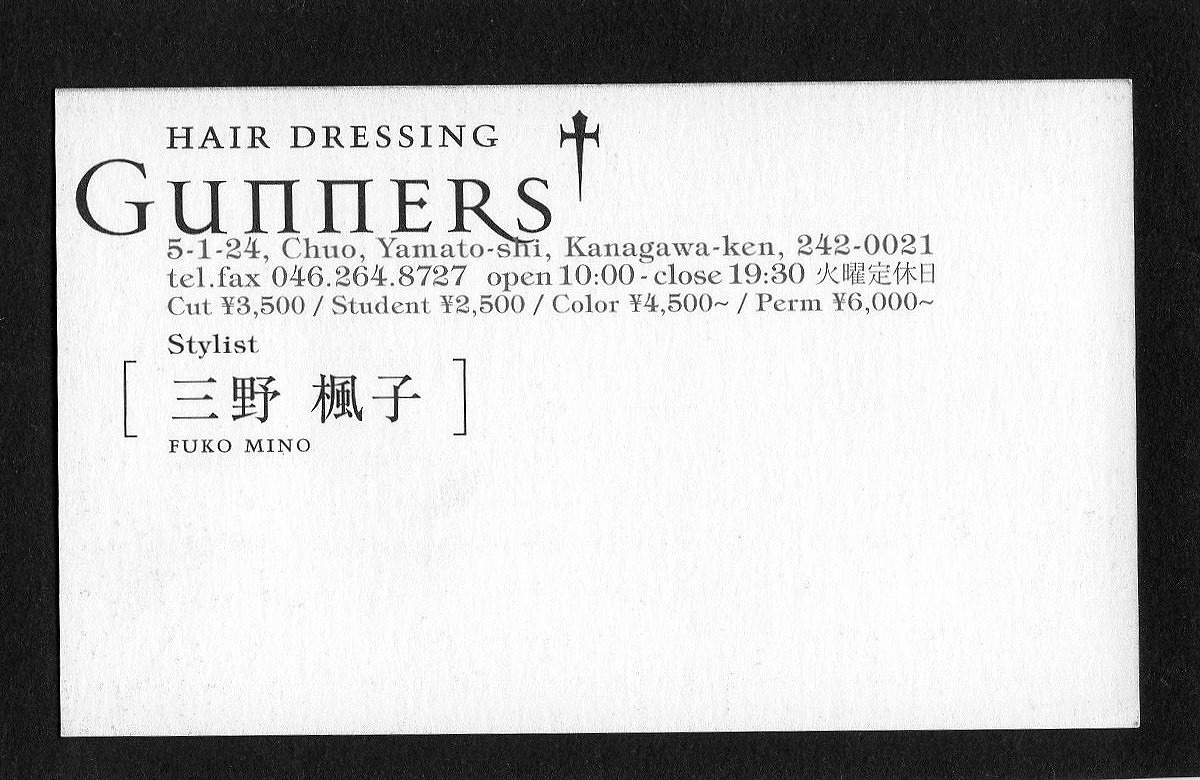 HAIR DRESSING
GUNNERS
5-1-24, Chuo, Yamato-shi, Kanagawa-ken, 242-0021
tel.fax 046.264.8727 open 10:00 - close 19:30 火曜定休日
Cut ¥3,500 / Student ¥2,500 / Color ¥4,500~ / Perm ¥6,000~
Stylist
[ 三野 楓子 ]
FUKO MINO